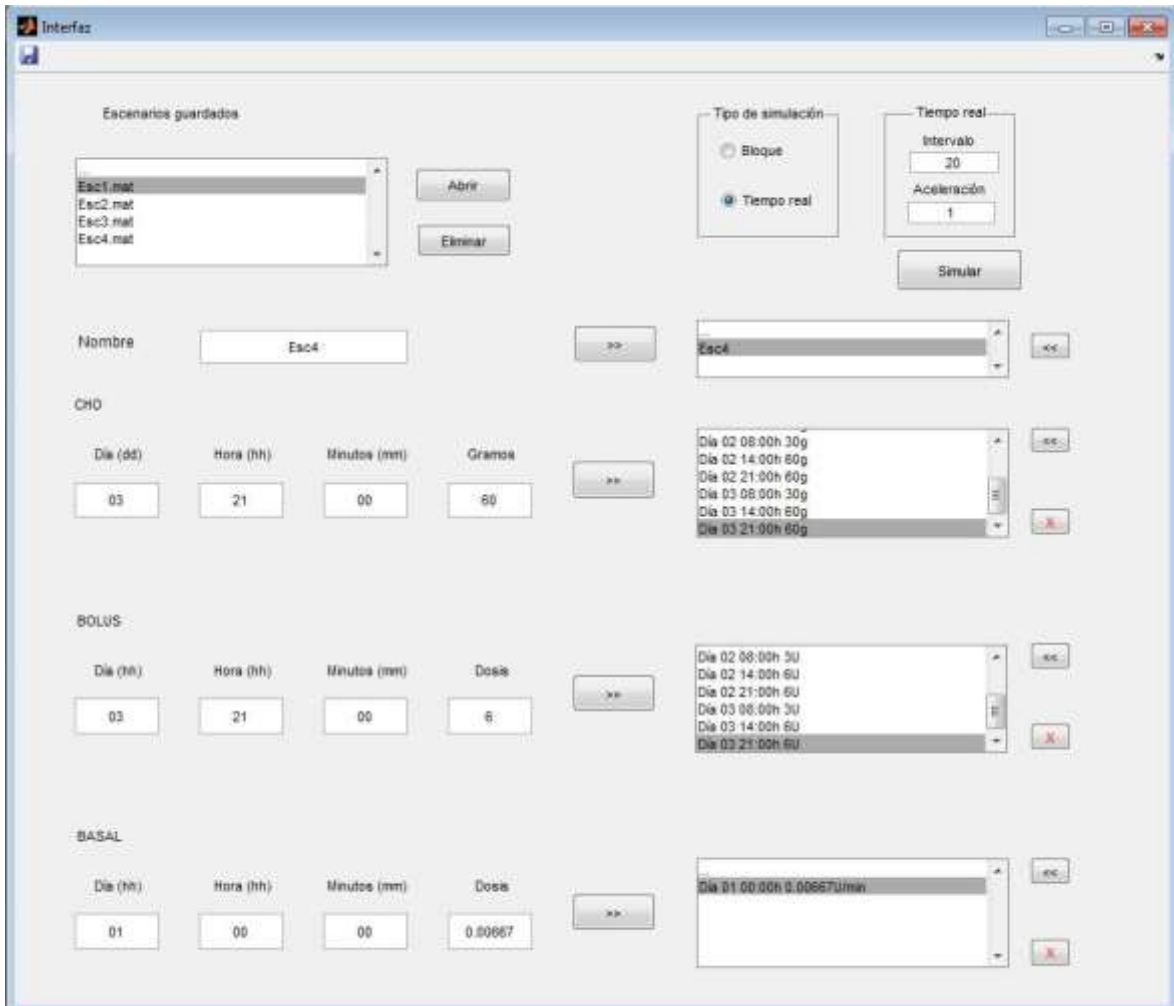 Interfaz
Escenarios guardados
...
Esc1.mat
Esc2.mat
Esc3.mat
Esc4.mat
Abrir
Eliminar
Tipo de simulación
Bloque
Tiempo real
Tiempo real
Intervalo
20
Aceleración
1
Simular
Nombre
Esc4
>>
...
Esc4
<<
CHO
Día (dd) Hora (hh) Minutos (mm) Gramos
03 21 00 60
>>
Día 02 08:00h 30g
Día 02 14:00h 60g
Día 02 21:00h 60g
Día 03 08:00h 30g
Día 03 14:00h 60g
Día 03 21:00h 60g
<<
X
BOLUS
Día (hh) Hora (hh) Minutos (mm) Dosis
03 21 00 6
>>
Día 02 08:00h 3U
Día 02 14:00h 6U
Día 02 21:00h 6U
Día 03 08:00h 3U
Día 03 14:00h 6U
Día 03 21:00h 6U
<<
X
BASAL
Día (hh) Hora (hh) Minutos (mm) Dosis
01 00 00 0.00667
>>
...
Día 01 00:00h 0.00667U/min
<<
X